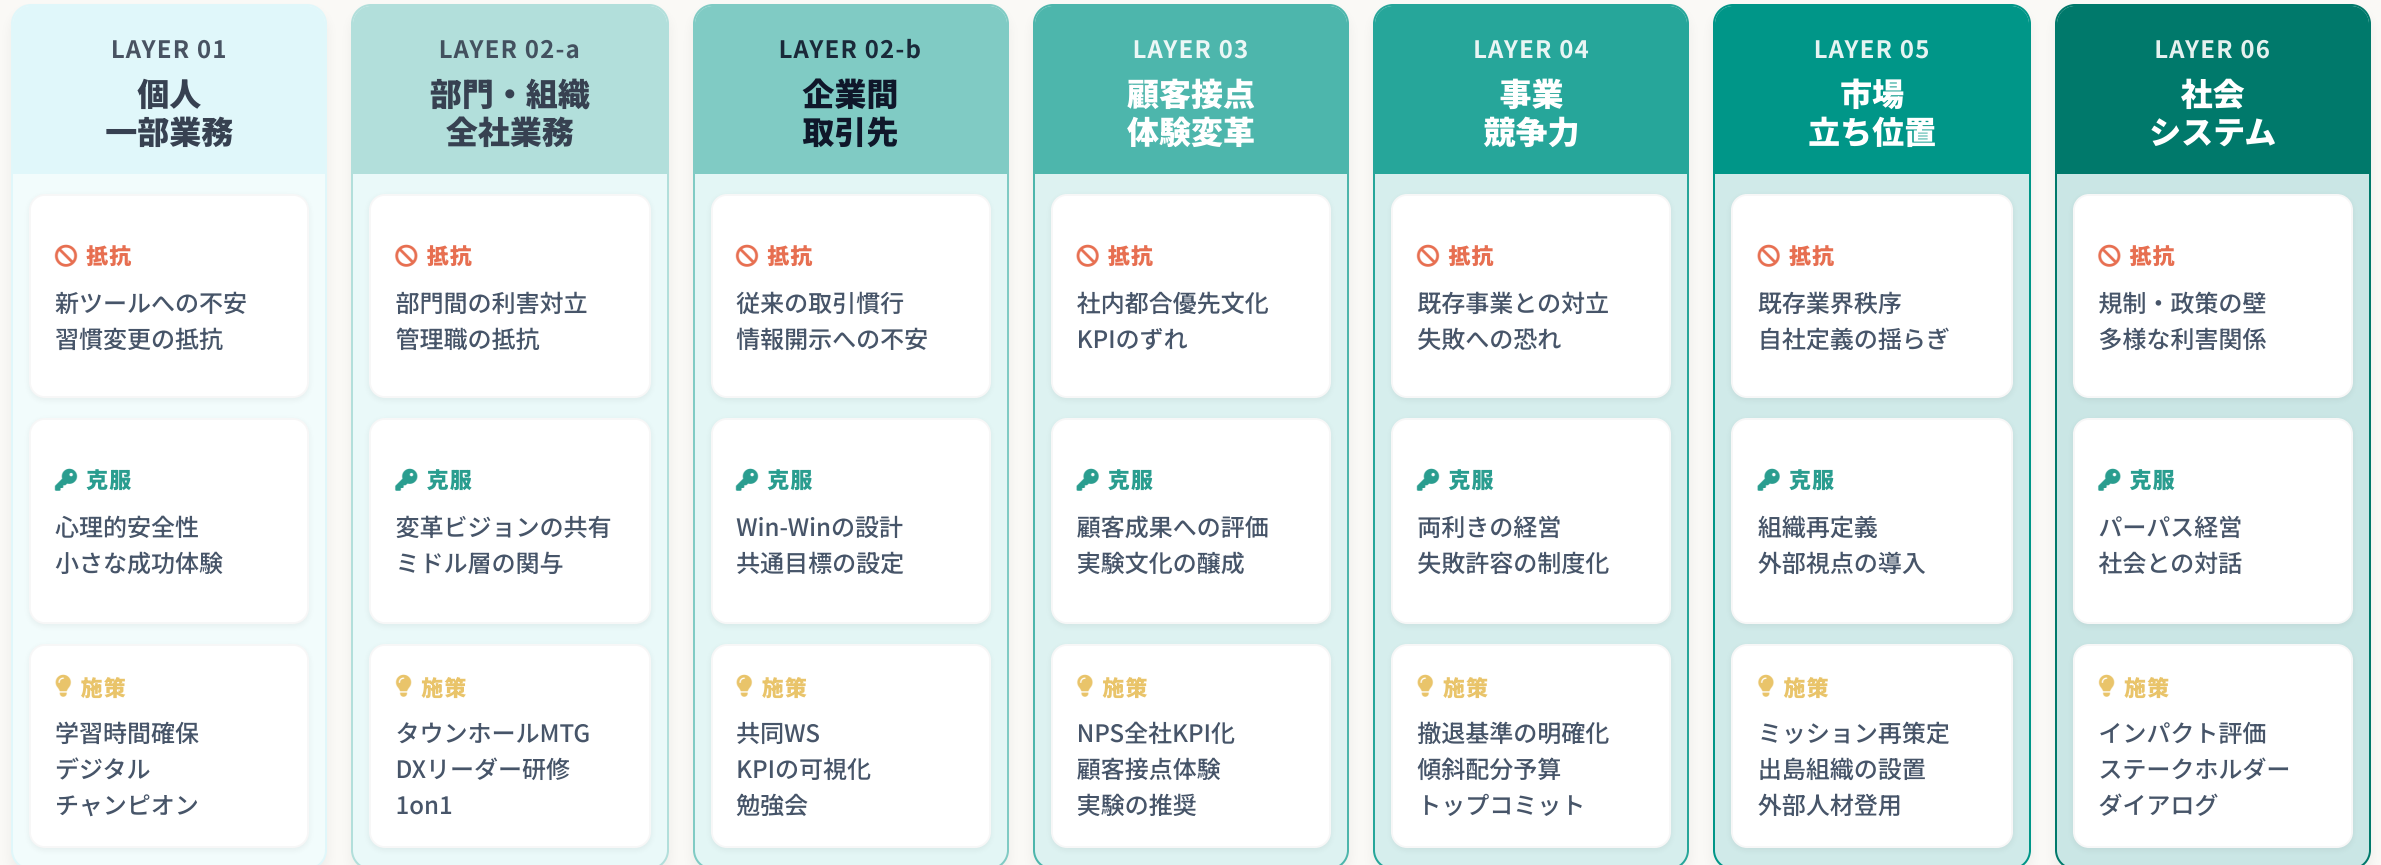 LAYER 01
個人
一部業務
抵抗
新ツールへの不安
習慣変更の抵抗
克服
心理的安全性
小さな成功体験
施策
学習時間確保
デジタル
チャンピオン
LAYER 02-a
部門・組織
全社業務
抵抗
部門間の利害対立
管理職の抵抗
克服
変革ビジョンの共有
ミドル層の関与
施策
タウンホールMTG
DXリーダー研修
1on1
LAYER 02-b
企業間
取引先
抵抗
従来の取引慣行
情報開示への不安
克服
Win-Winの設計
共通目標の設定
施策
共同WS
KPIの可視化
勉強会
LAYER 03
顧客接点
体験変革
抵抗
社内都合優先文化
KPIのずれ
克服
顧客成果への評価
実験文化の醸成
施策
NPS全社KPI化
顧客接点体験
実験の推奨
LAYER 04
事業
競争力
抵抗
既存事業との対立
失敗への恐れ
克服
両利きの経営
失敗許容の制度化
施策
撤退基準の明確化
傾斜配分予算
トップコミット
LAYER 05
市場
立ち位置
抵抗
既存業界秩序
自社定義の揺らぎ
克服
組織再定義
外部視点の導入
施策
ミッション再策定
出島組織の設置
外部人材登用
LAYER 06
社会
システム
抵抗
規制・政策の壁
多様な利害関係
克服
パーパス経営
社会との対話
施策
インパクト評価
ステークホルダー
ダイアログ